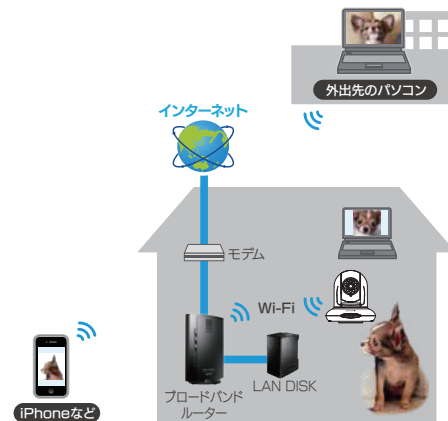 外出先のパソコン
インターネット
モデム
Wi-Fi
ブロードバンド
ルーター
LAN DISK
iPhoneなど